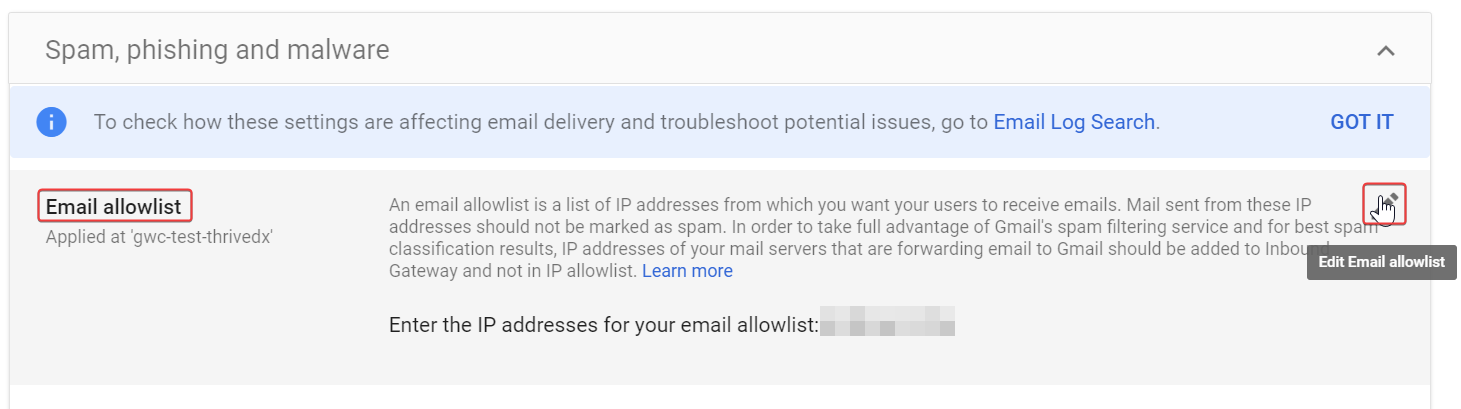 Spam, phishing and malware
To check how these settings are affecting email delivery and troubleshoot potential issues, go to Email Log Search.
GOT IT
Email allowlist
Applied at 'gwc-test-thrivedx'
An email allowlist is a list of IP addresses from which you want your users to receive emails. Mail sent from these IP
addresses should not be marked as spam. In order to take full advantage of Gmail's spam filtering service and for best spam
classification results, IP addresses of your mail servers that are forwarding email to Gmail should be added to Inbound
Gateway and not in IP allowlist. Learn more
Edit Email allowlist
Enter the IP addresses for your email allowlist: